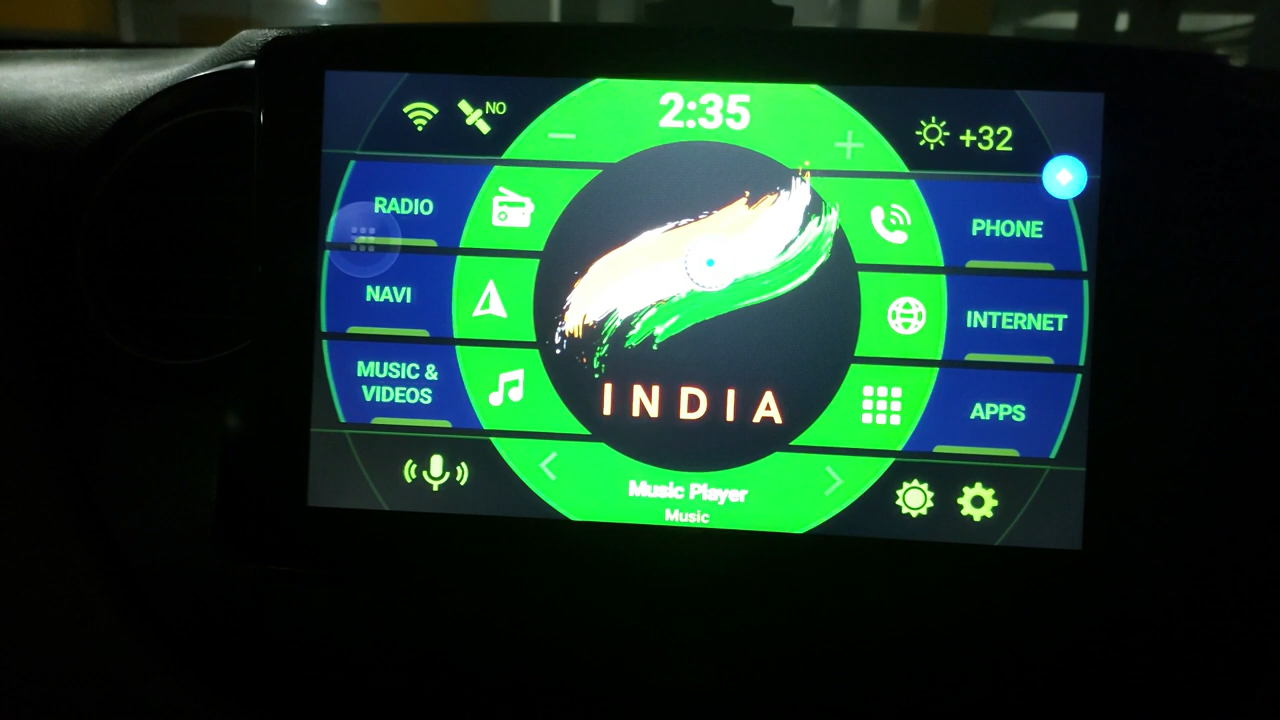 2:35
NO
+32
RADIO
PHONE
NAVI
INTERNET
MUSIC &
VIDEOS
APPS
INDIA
Music Player
Music